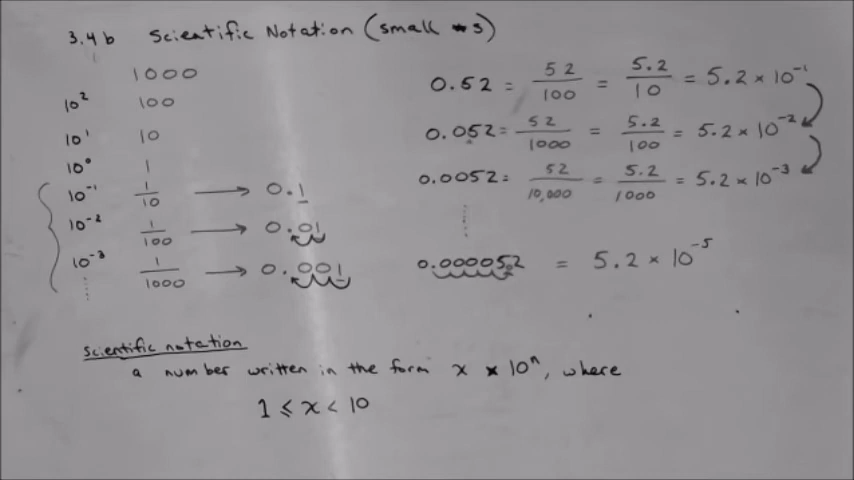 3.4b Scientific Notation (small #s)
1000
10² 100
10¹ 10
10⁰ 1
10⁻¹ 1/10 → 0.1
10⁻² 1/100 → 0.01
10⁻³ 1/1000 → 0.001
0.52 = 52/100 = 5.2/10 = 5.2 × 10⁻¹
0.052 = 52/1000 = 5.2/100 = 5.2 × 10⁻²
0.0052 = 52/10,000 = 5.2/1000 = 5.2 × 10⁻³
0.000052 = 5.2 × 10⁻⁵
scientific notation
a number written in the form x × 10ⁿ, where
1 ≤ x < 10